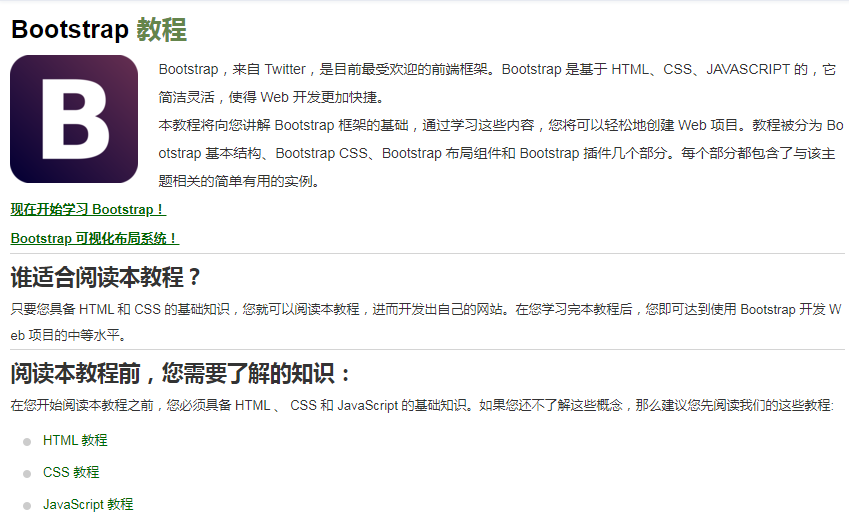 Bootstrap 教程
B
Bootstrap，来自 Twitter，是目前最受欢迎的前端框架。Bootstrap 是基于 HTML、CSS、JAVASCRIPT 的，它
简洁灵活，使得 Web 开发更加快捷。
本教程将向您讲解 Bootstrap 框架的基础，通过学习这些内容，您将可以轻松地创建 Web 项目。教程被分为 Bo
otstrap 基本结构、Bootstrap CSS、Bootstrap 布局组件和 Bootstrap 插件几个部分。每个部分都包含了与该主
题相关的简单有用的实例。
现在开始学习 Bootstrap！
Bootstrap 可视化布局系统！
谁适合阅读本教程？
只要您具备 HTML 和 CSS 的基础知识，您就可以阅读本教程，进而开发出自己的网站。在您学习完本教程后，您即可达到使用 Bootstrap 开发 W
eb 项目的中等水平。
阅读本教程前，您需要了解的知识：
在您开始阅读本教程之前，您必须具备 HTML 、 CSS 和 JavaScript 的基础知识。如果您还不了解这些概念，那么建议您先阅读我们的这些教程:
HTML 教程
CSS 教程
JavaScript 教程